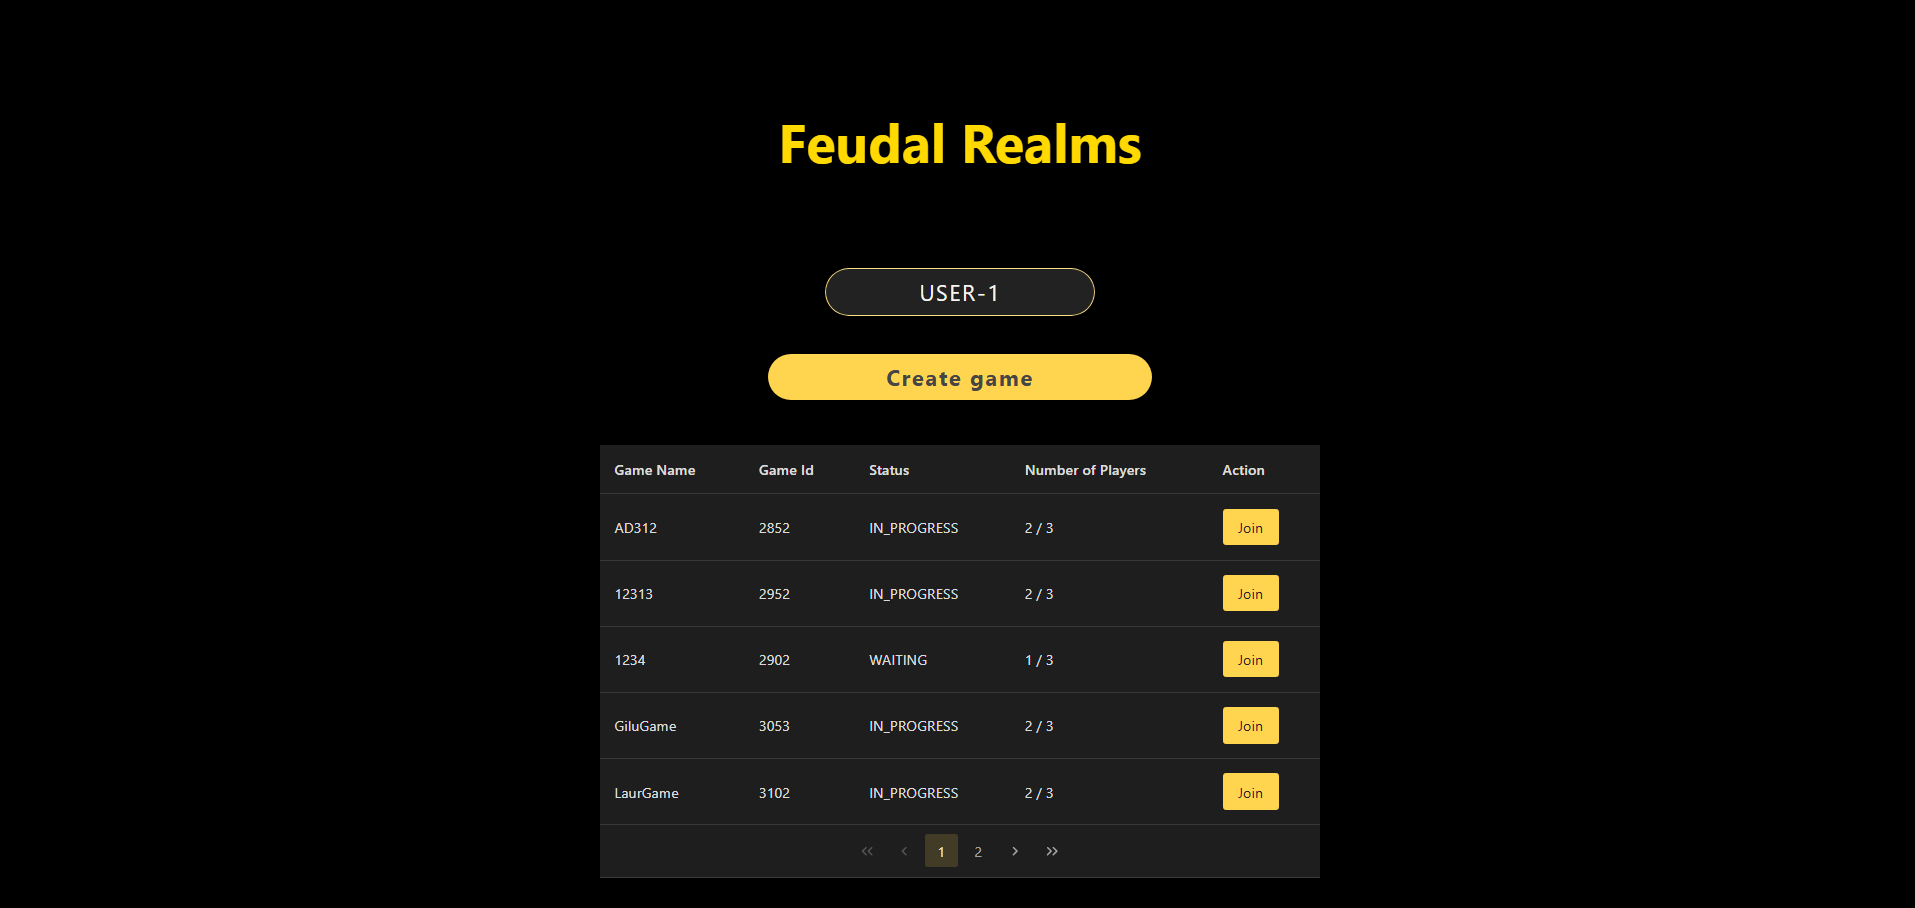 Feudal Realms
USER-1
Create game
Game Name Game Id Status Number of Players Action
AD312 2852 IN_PROGRESS 2 / 3 Join
12313 2952 IN_PROGRESS 2 / 3 Join
1234 2902 WAITING 1 / 3 Join
GiluGame 3053 IN_PROGRESS 2 / 3 Join
LaurGame 3102 IN_PROGRESS 2 / 3 Join
1 2